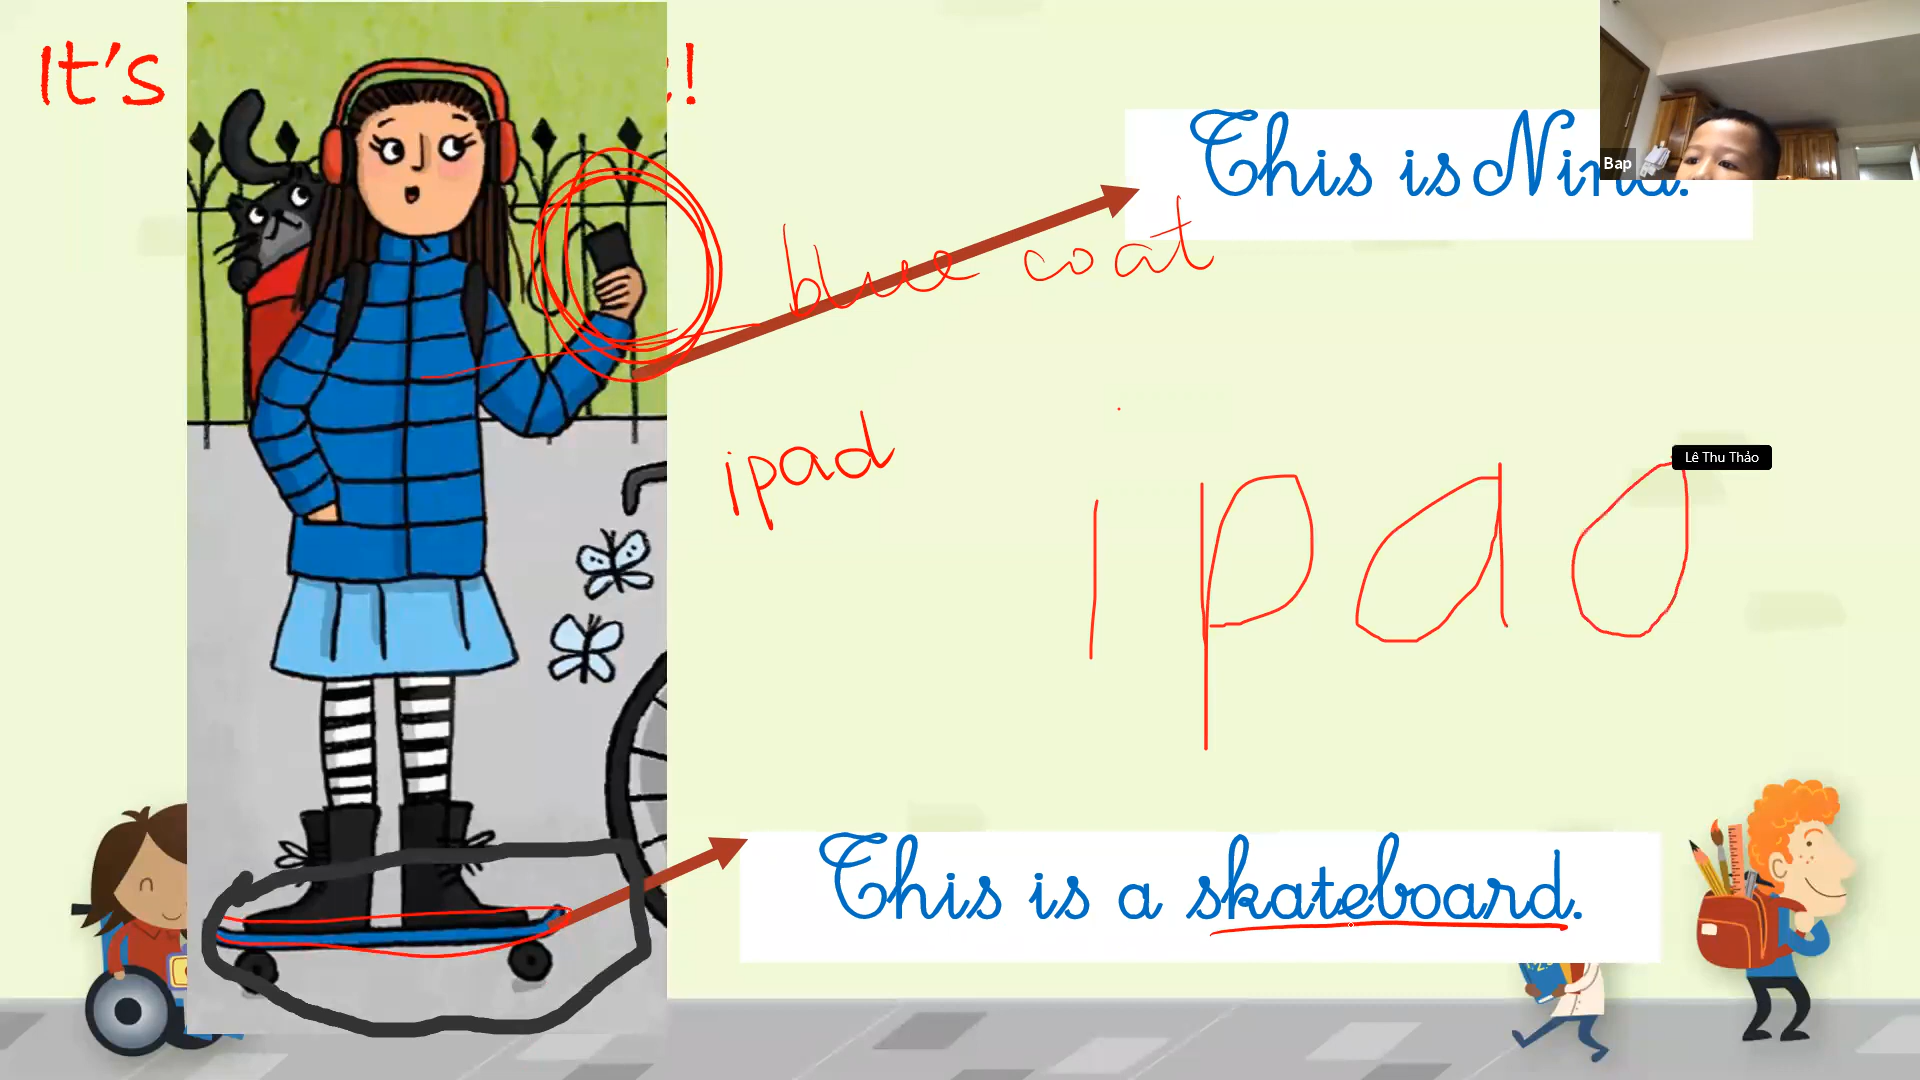 It's !
This is Nina.
Bap
blue coat
ipad
Lê Thu Thảo
ipad
This is a skateboard.